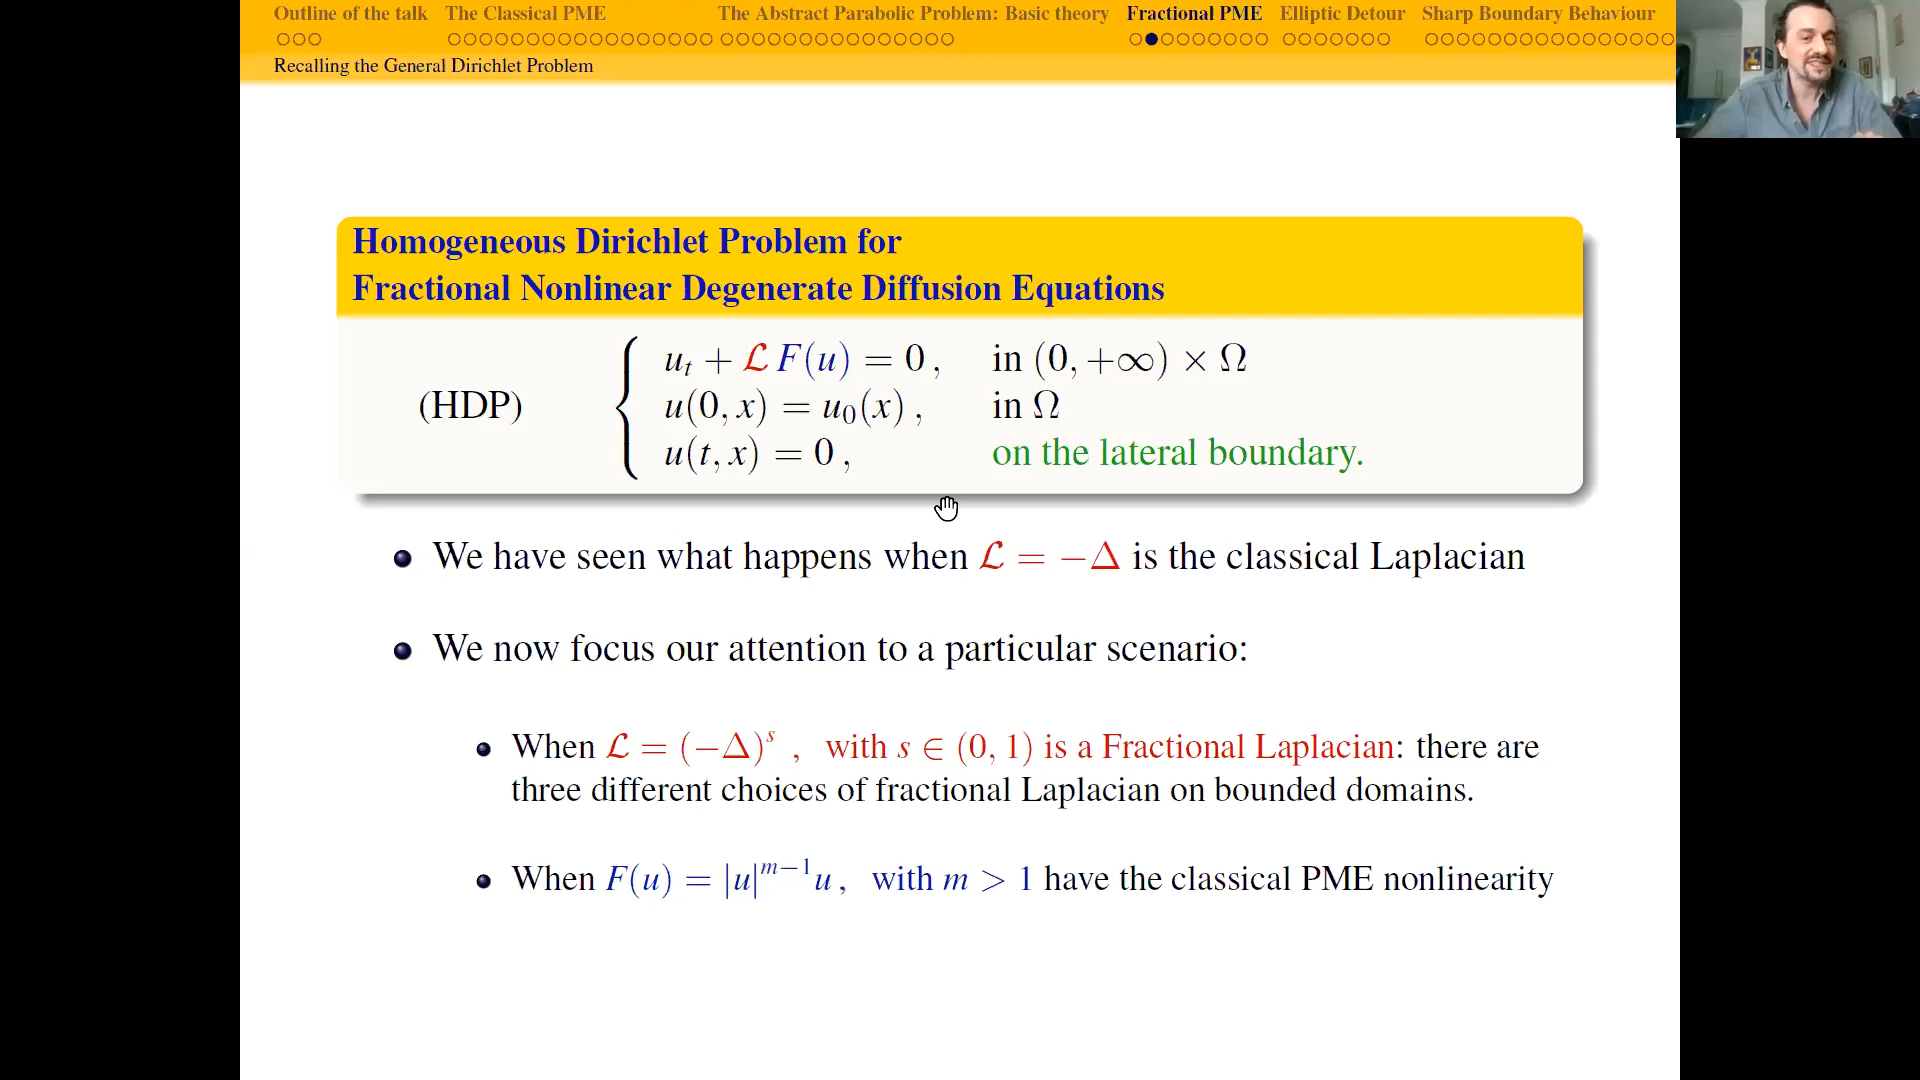 Outline of the talk The Classical PME The Abstract Parabolic Problem: Basic theory Fractional PME Elliptic Detour Sharp Boundary Behaviour
Recalling the General Dirichlet Problem
Homogeneous Dirichlet Problem for
Fractional Nonlinear Degenerate Diffusion Equations
(HDP)
u_t + ℒ F(u) = 0 , in (0, +∞) × Ω
u(0, x) = u_0(x) , in Ω
u(t, x) = 0 , on the lateral boundary.
We have seen what happens when ℒ = −Δ is the classical Laplacian
We now focus our attention to a particular scenario:
When ℒ = (−Δ)^s , with s ∈ (0, 1) is a Fractional Laplacian: there are
three different choices of fractional Laplacian on bounded domains.
When F(u) = |u|^{m−1}u , with m > 1 have the classical PME nonlinearity